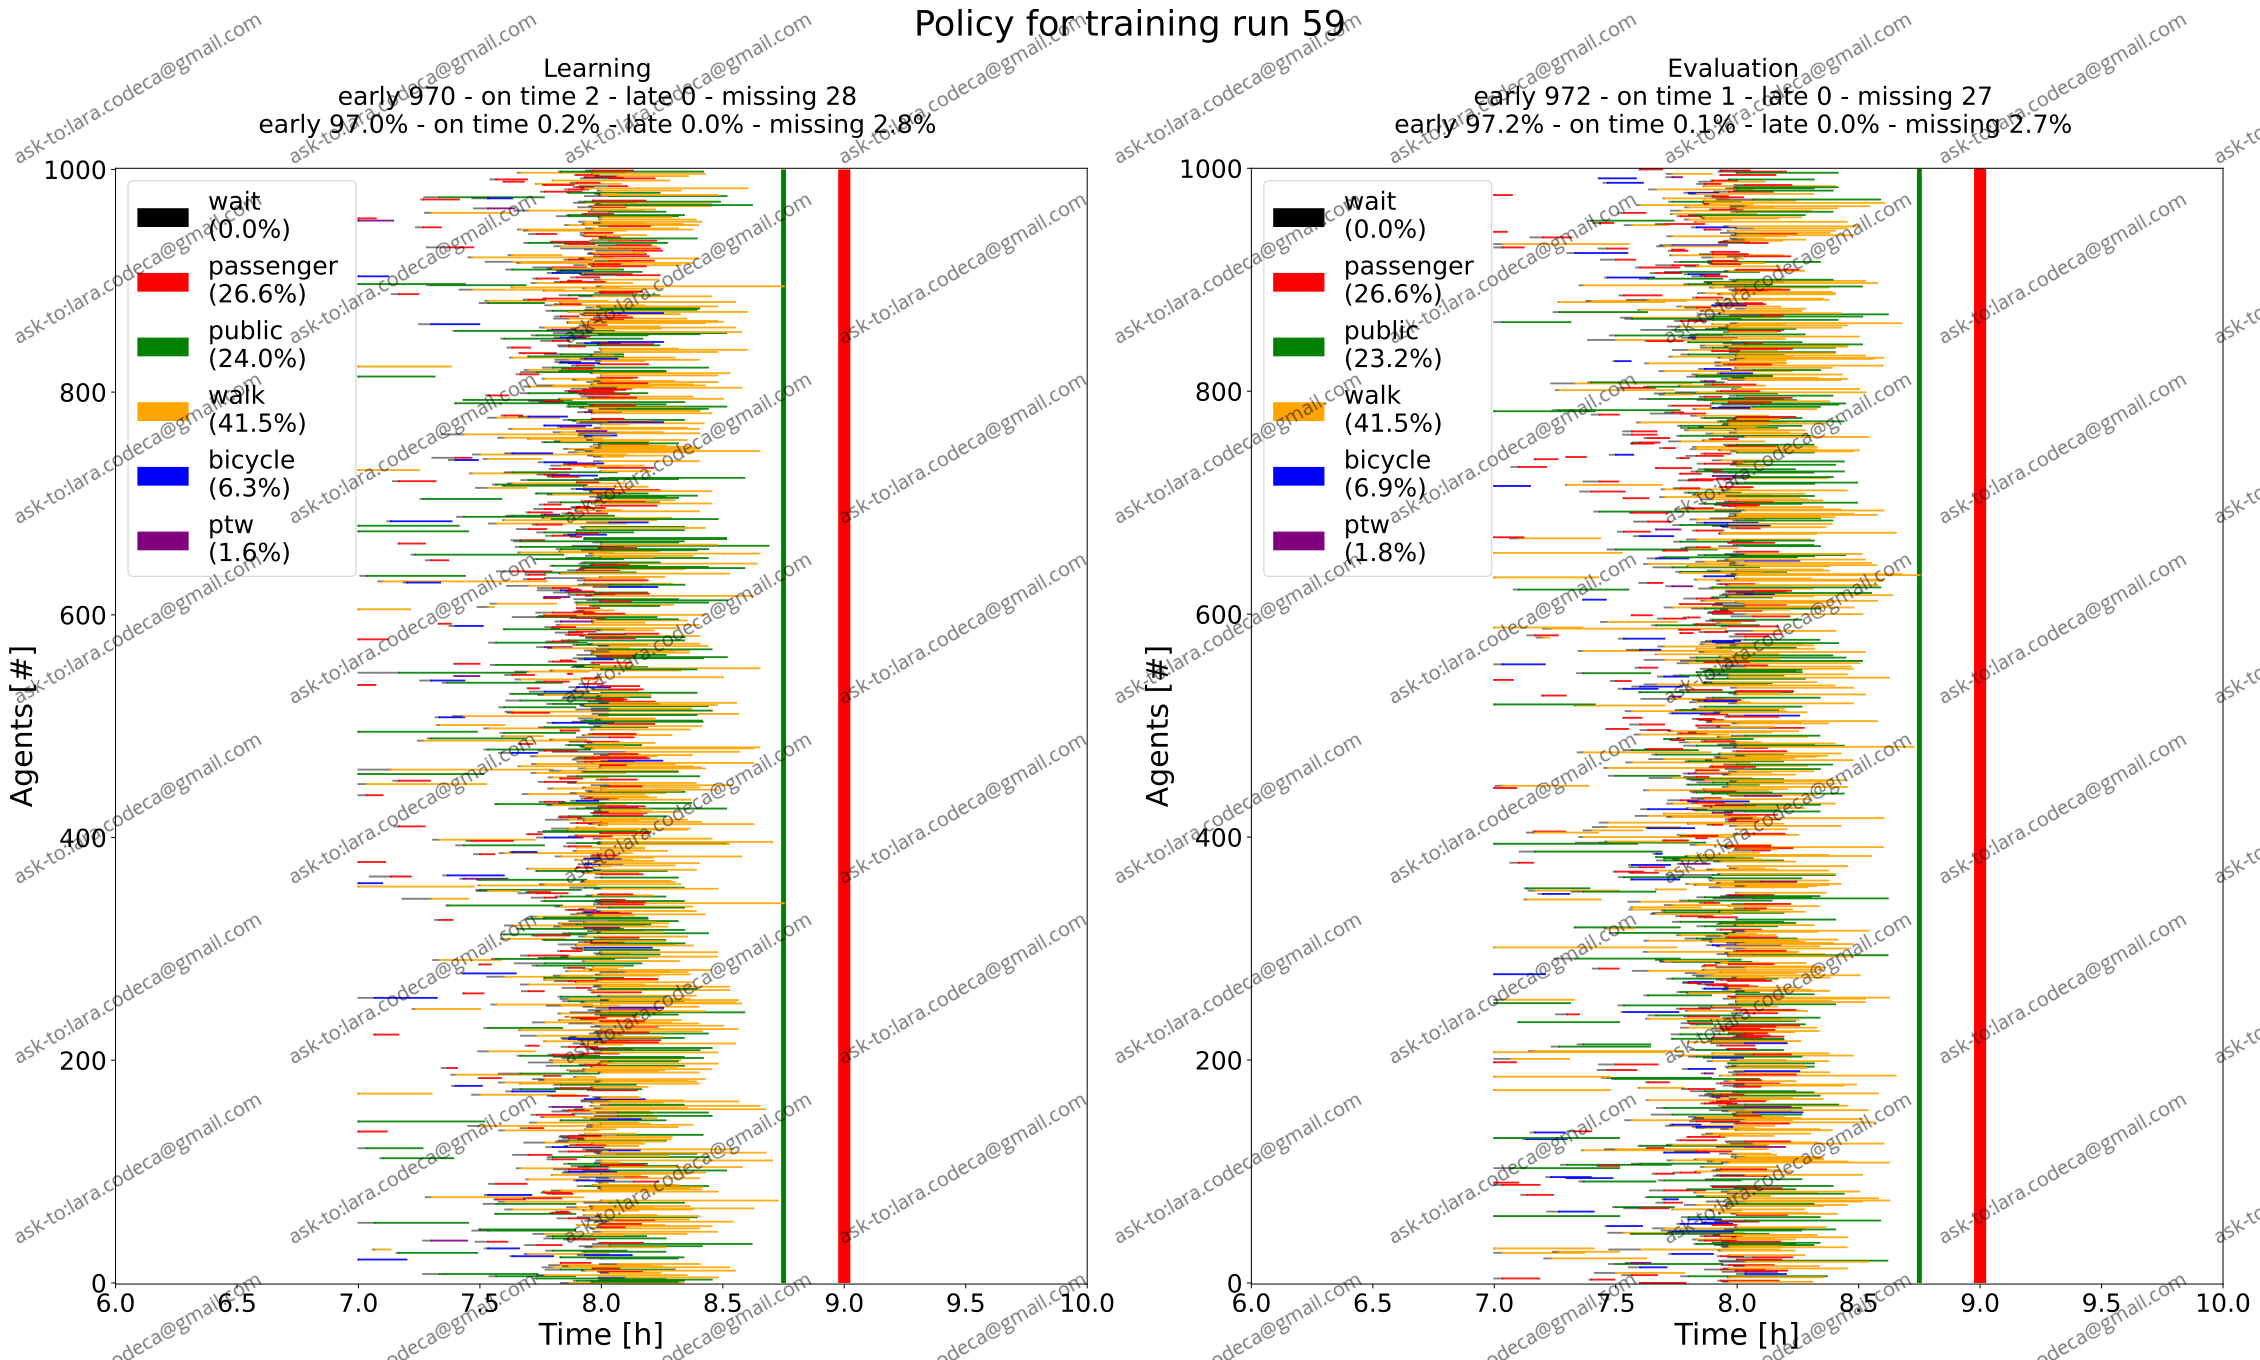 Policy for training run 59
Learning
early 970 - on time 2 - late 0 - missing 28
early 97.0% - on time 0.2% - late 0.0% - missing 2.8%
1000
800
600
400
200
0
Agents [#]
wait
(0.0%)
passenger
(26.6%)
public
(24.0%)
walk
(41.5%)
bicycle
(6.3%)
ptw
(1.6%)
6.0 6.5 7.0 7.5 8.0 8.5 9.0 9.5 10.0
Time [h]
Evaluation
early 972 - on time 1 - late 0 - missing 27
early 97.2% - on time 0.1% - late 0.0% - missing 2.7%
1000
800
600
400
200
0
Agents [#]
wait
(0.0%)
passenger
(26.6%)
public
(23.2%)
walk
(41.5%)
bicycle
(6.9%)
ptw
(1.8%)
6.0 6.5 7.0 7.5 8.0 8.5 9.0 9.5 10.0
Time [h]
ask-to:lara.codeca@gmail.com